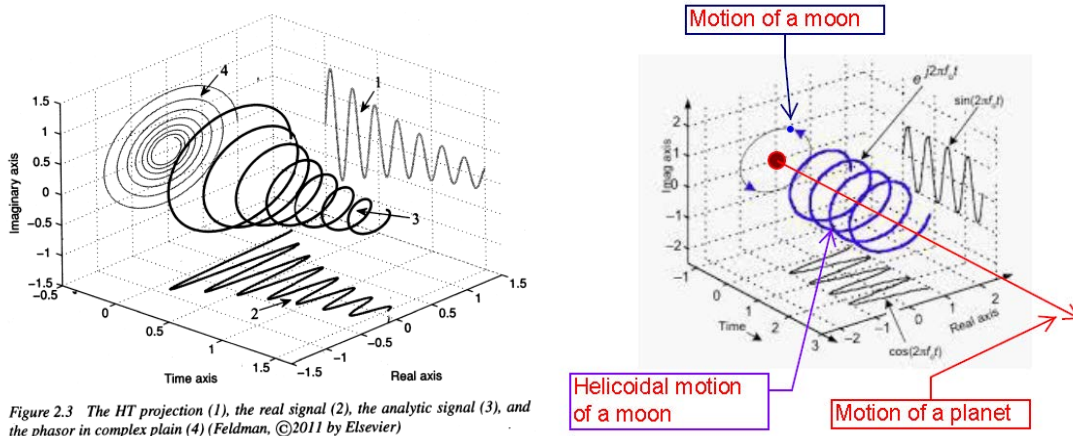 Motion of a moon
4
1
1.5
1
0.5
0
-0.5
-1
-1.5
Imaginary axis
3
2
-0.5
0
0.5
1
1.5
Time axis
-1.5
-1
-0.5
0
0.5
1
1.5
Real axis
Figure 2.3 The HT projection (1), the real signal (2), the analytic signal (3), and
the phasor in complex plain (4) (Feldman, ©2011 by Elsevier)
e j2πf₀t
sin(2πf₀t)
2
1
0
-1
-2
Imag axis
-1
0
1
2
3
Time
-2
-1
0
1
2
Real axis
cos(2πf₀t)
Helicoidal motion
of a moon
Motion of a planet